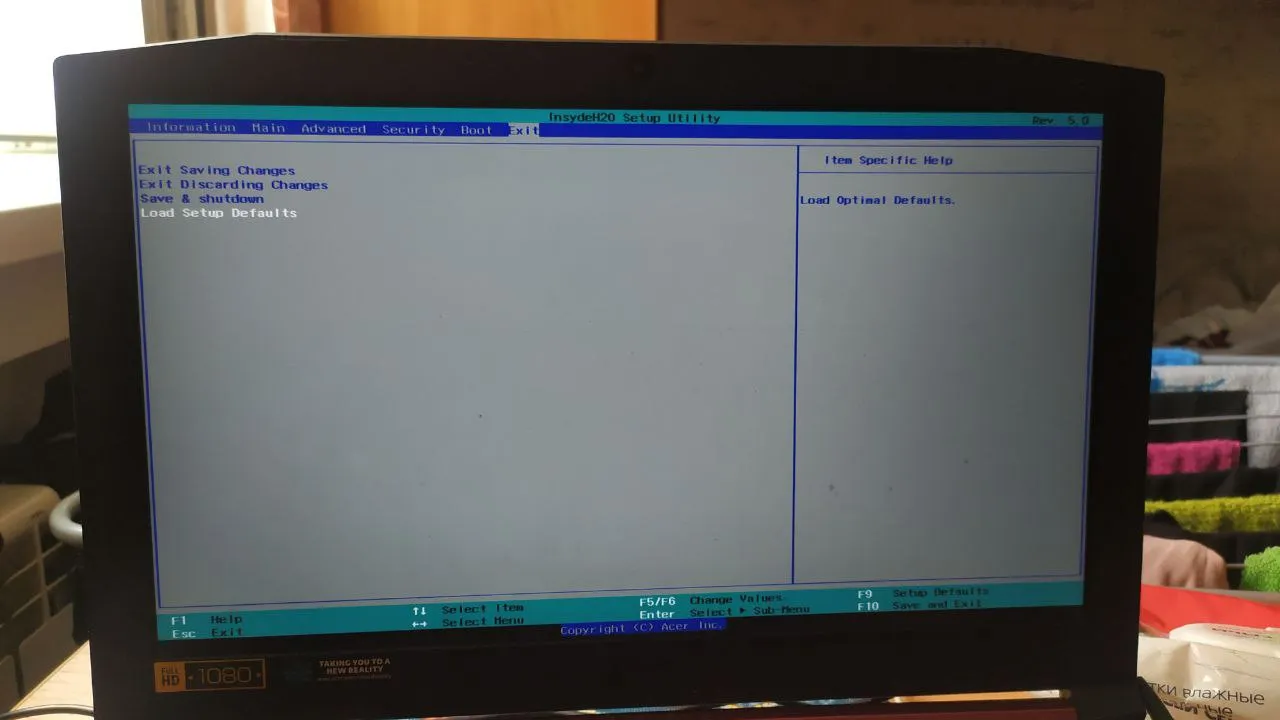 InsydeH20 Setup Utility Rev 5.0
Information Main Advanced Security Boot Exit
Item Specific Help
Exit Saving Changes
Exit Discarding Changes
Save & shutdown
Load Setup Defaults
Load Optimal Defaults.
F1 Help ↑↓ Select Item F5/F6 Change Values F9 Setup Defaults
Esc Exit ←→ Select Menu Enter Select ▶ Sub-Menu F10 Save and Exit
Copyright (C) Acer Inc.
FULL HD 1080
TAKING YOU TO A
NEW REALITY
влажные